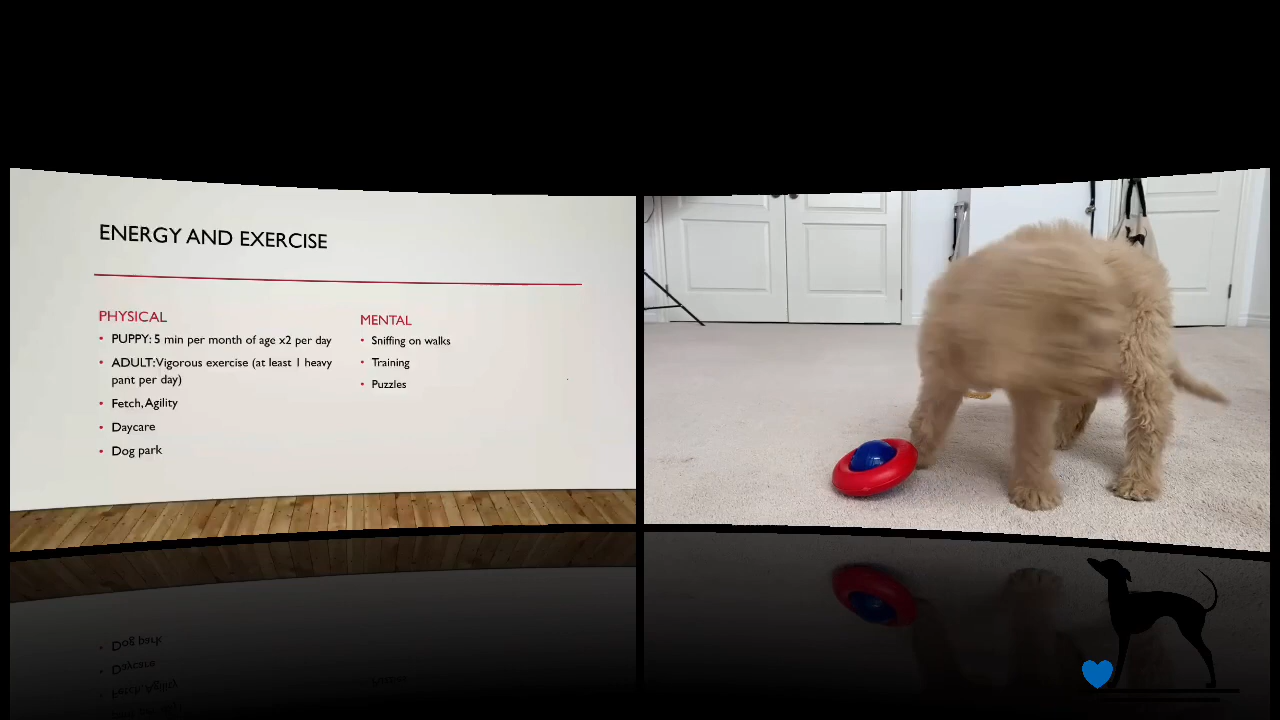 ENERGY AND EXERCISE
PHYSICAL
• PUPPY: 5 min per month of age x2 per day
• ADULT:Vigorous exercise (at least 1 heavy
pant per day)
• Fetch, Agility
• Daycare
• Dog park
MENTAL
• Sniffing on walks
• Training
• Puzzles